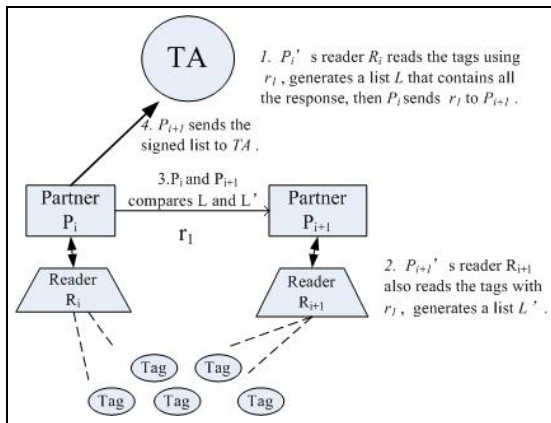 TA
1. Pi' s reader Ri reads the tags using
r1 , generates a list L that contains all
the response, then Pi sends r1 to Pi+1 .
4. Pi+1 sends the
signed list to TA .
3.Pi and Pi+1
compares L and L'
r1
Partner
Pi
Partner
Pi+1
2. Pi+1' s reader Ri+1
also reads the tags with
r1 , generates a list L' .
Reader
Ri
Reader
Ri+1
Tag
Tag
Tag
Tag
Tag